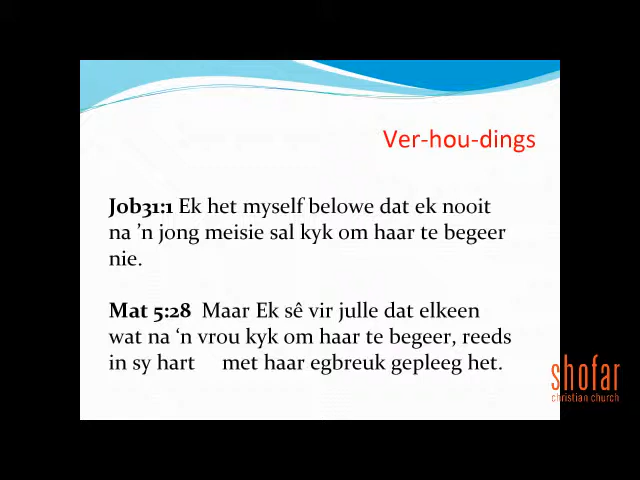 Ver-hou-dings
Job31:1 Ek het myself belowe dat ek nooit
na ’n jong meisie sal kyk om haar te begeer
nie.
Mat 5:28 Maar Ek sê vir julle dat elkeen
wat na ‘n vrou kyk om haar te begeer, reeds
in sy hart met haar egbreuk gepleeg het.
shofar
christian church